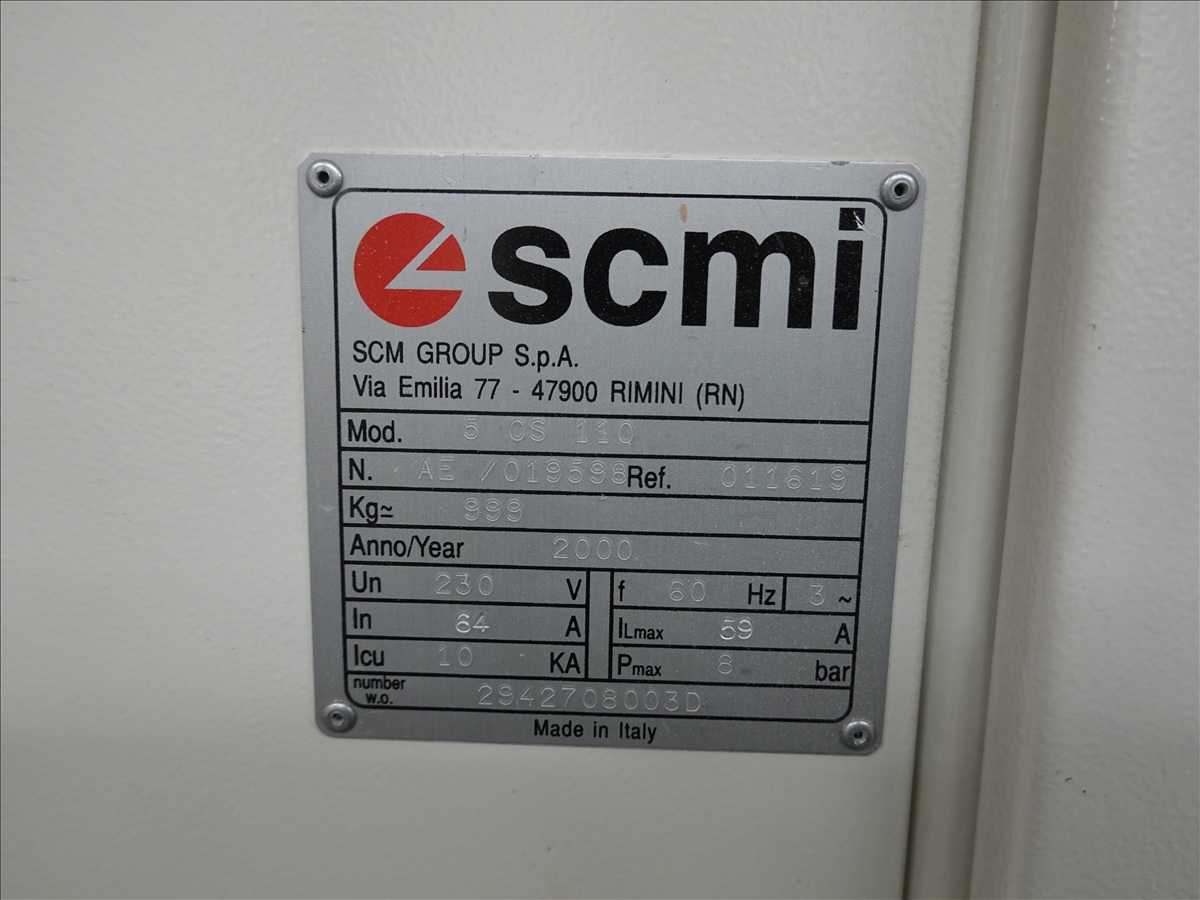 scmi
SCM GROUP S.p.A.
Via Emilia 77 - 47900 RIMINI (RN)
Mod. 5 CS 110
N. AE /019598 Ref. 011619
Kg≃ 999
Anno/Year 2000
Un 230 V f 60 Hz 3 ~
In 64 A ILmax 59 A
Icu 10 KA Pmax 8 bar
number w.o. 2942708003D
Made in Italy